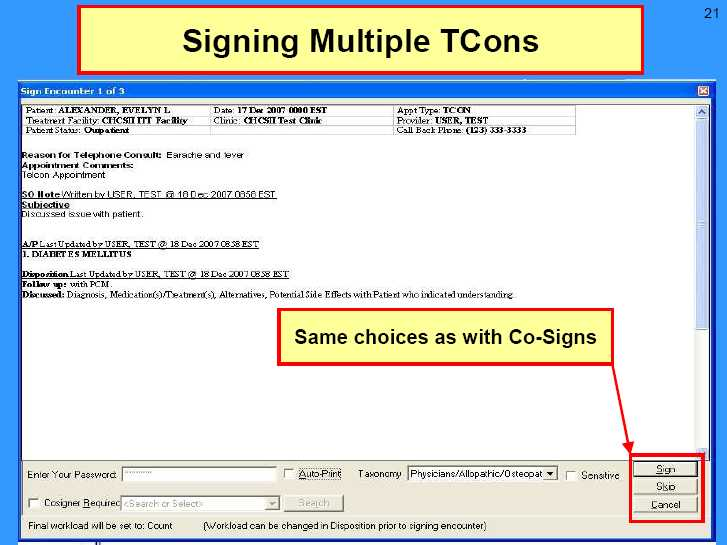 21
Signing Multiple TCons
Sign Encounter 1 of 3
Patient: ALEXANDER, EVELYN L Date: 17 Dec 2007 0800 EST Appt Type: TCON
Treatment Facility: CHCSII ITT Facility Clinic: CHCSII Test Clinic Provider: USER, TEST
Patient Status: Outpatient Call Back Phone: (123) 333-3333
Reason for Telephone Consult: Earache and fever
Appointment Comments:
Telcon Appointment
SO Note Written by USER, TEST @ 18 Dec 2007 0858 EST
Subjective
Discussed issue with patient.
A/P Last Updated by USER, TEST @ 18 Dec 2007 0858 EST
1. DIABETES MELLITUS
Disposition Last Updated by USER, TEST @ 18 Dec 2007 0858 EST
Follow up: with PCM.
Discussed: Diagnosis, Medication(s)/Treatment(s), Alternatives, Potential Side Effects with Patient who indicated understanding.
Same choices as with Co-Signs
Enter Your Password: ********** Auto-Print Taxonomy Physicians/Allopathic/Osteopat Sensitive
Sign
Skip
Cosigner Required <Search or Select> Search
Cancel
Final workload will be set to: Count (Workload can be changed in Disposition prior to signing encounter)